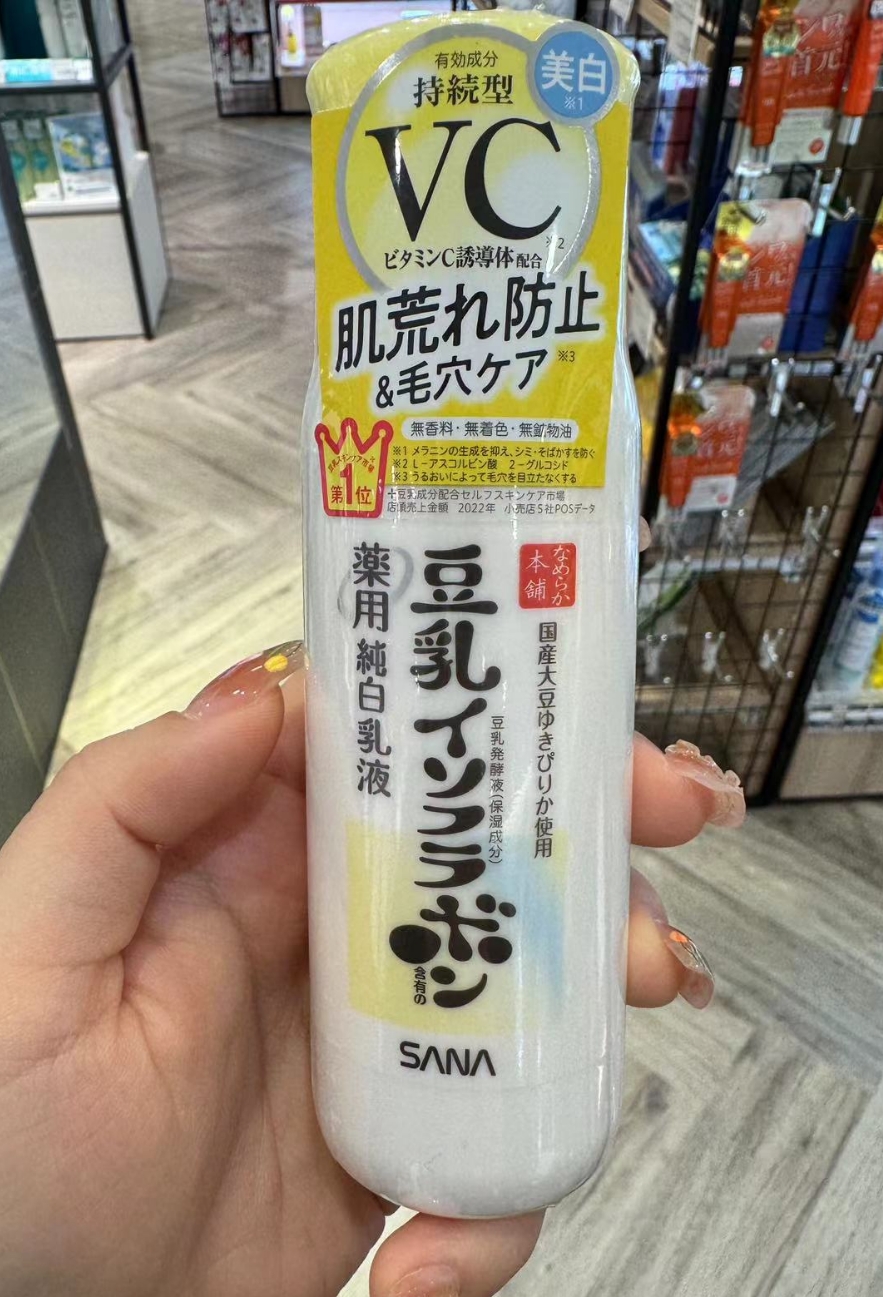 有効成分
持続型
美白
※1
VC
※2
ビタミンC誘導体配合
肌荒れ防止
&毛穴ケア
※3
無香料・無着色・無鉱物油
※1 メラニンの生成を抑え、シミ・そばかすを防ぐ
※2 L-アスコルビン酸 2-グルコシド
※3 うるおいによって毛穴を目立たなくする
第1位
+豆乳成分配合セルフスキンケア市場
店頭売上金額 2022年 小売店5社POSデータ
なめらか
本舗
国産大豆ゆきぴりか使用
豆乳イソフラボン
豆乳発酵液(保湿成分)
含有の
薬用 純白乳液
SANA